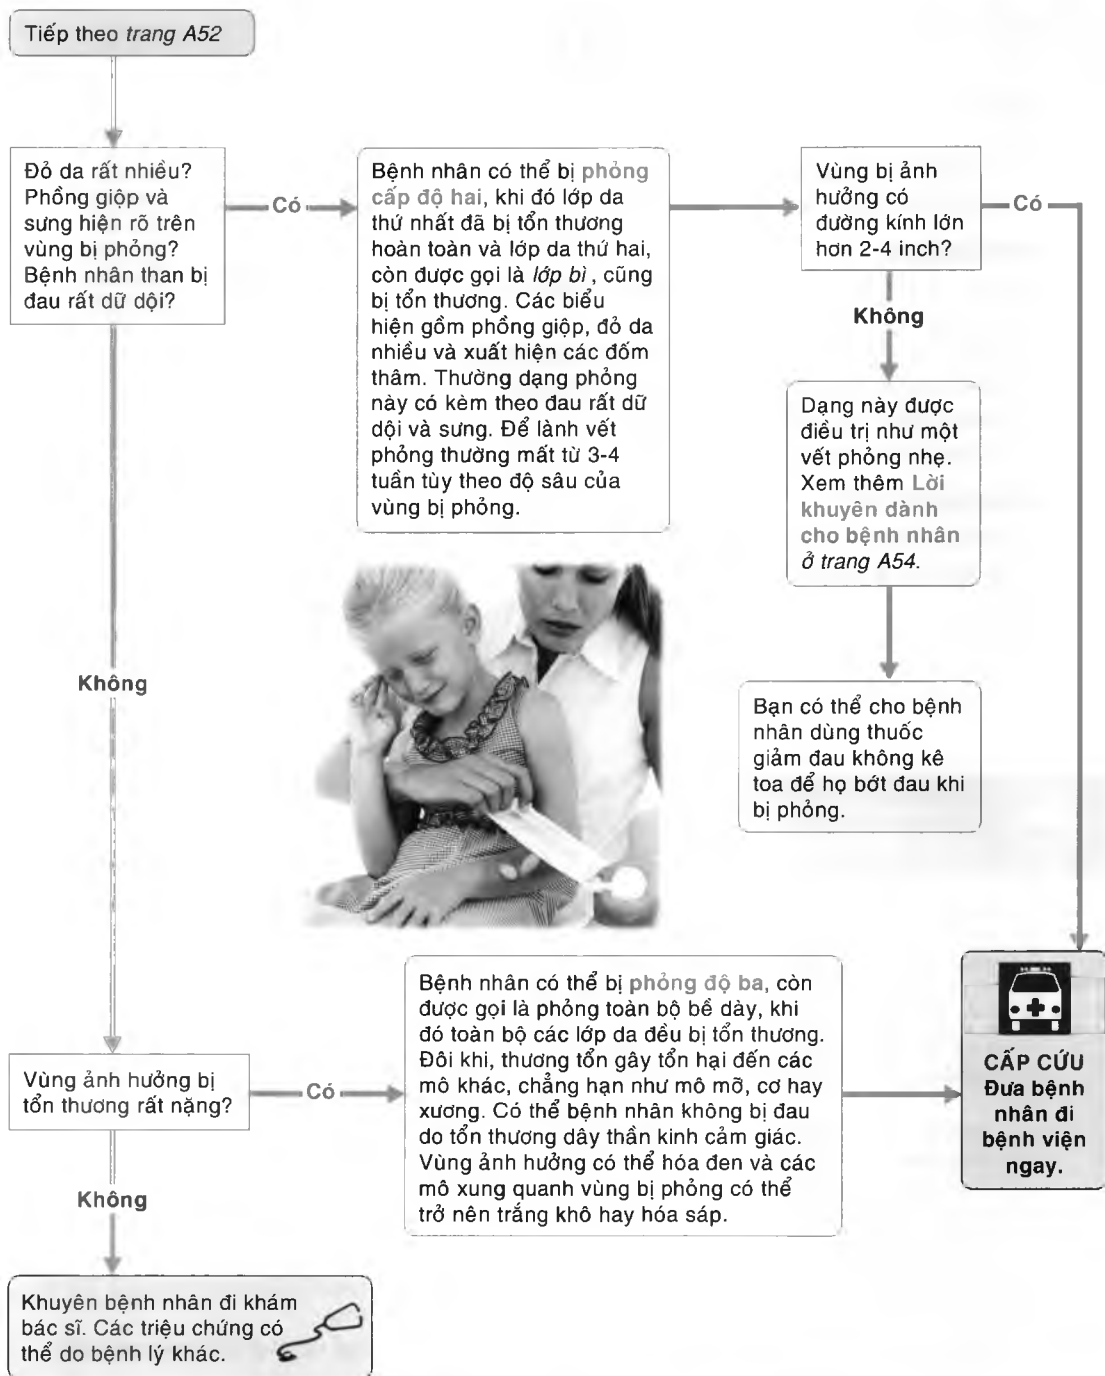 Tiếp theo trang A52
Đỏ da rất nhiều?
Phồng giộp và
sưng hiện rõ trên
vùng bị phỏng?
Bệnh nhân than bị
đau rất dữ dội?
Có
Bệnh nhân có thể bị phỏng
cấp độ hai, khi đó lớp da
thứ nhất đã bị tổn thương
hoàn toàn và lớp da thứ hai,
còn được gọi là lớp bì, cũng
bị tổn thương. Các biểu
hiện gồm phồng giộp, đỏ da
nhiều và xuất hiện các đốm
thâm. Thường dạng phỏng
này có kèm theo đau rất dữ
dội và sưng. Để lành vết
phỏng thường mất từ 3-4
tuần tùy theo độ sâu của
vùng bị phỏng.
Vùng bị ảnh
hưởng có
đường kính lớn
hơn 2-4 inch?
Có
Không
Dạng này được
điều trị như một
vết phỏng nhẹ.
Xem thêm Lời
khuyên dành
cho bệnh nhân
ở trang A54.
Bạn có thể cho bệnh
nhân dùng thuốc
giảm đau không kê
toa để họ bớt đau khi
bị phỏng.
Không
Vùng ảnh hưởng bị
tổn thương rất nặng?
Có
Bệnh nhân có thể bị phỏng độ ba, còn
được gọi là phỏng toàn bộ bề dày, khi
đó toàn bộ các lớp da đều bị tổn thương.
Đôi khi, thương tổn gây tổn hại đến các
mô khác, chẳng hạn như mô mỡ, cơ hay
xương. Có thể bệnh nhân không bị đau
do tổn thương dây thần kinh cảm giác.
Vùng ảnh hưởng có thể hóa đen và các
mô xung quanh vùng bị phỏng có thể
trở nên trắng khô hay hóa sáp.
CẤP CỨU
Đưa bệnh
nhân đi
bệnh viện
ngay.
Không
Khuyên bệnh nhân đi khám
bác sĩ. Các triệu chứng có
thể do bệnh lý khác.